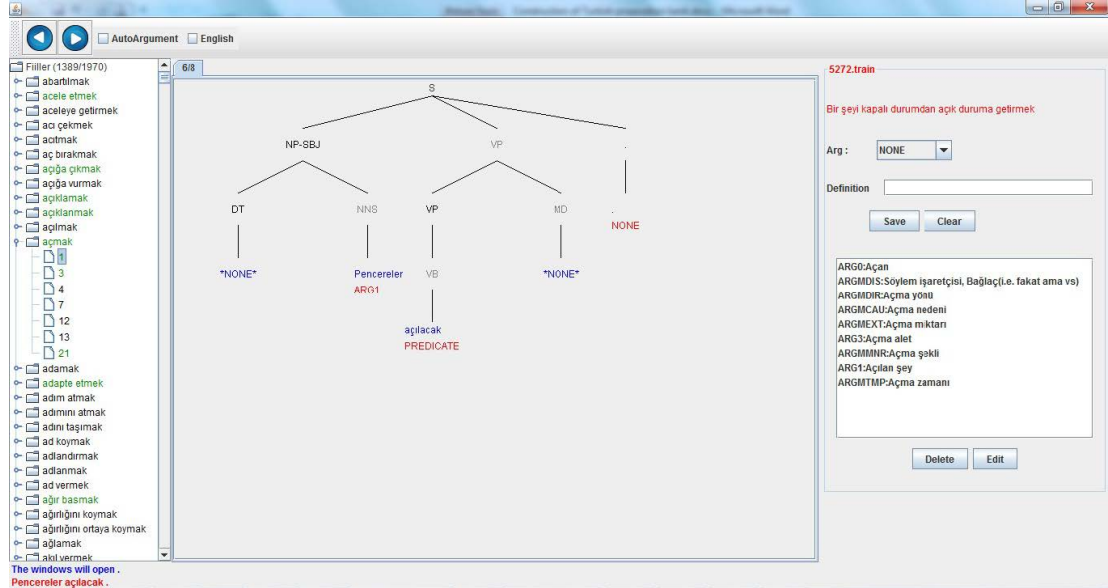 AutoArgument English
Fiiller (1389/1970)
abartılmak
acele etmek
aceleye getirmek
acı çekmek
acıtmak
aç bırakmak
açığa çıkmak
açığa vurmak
açıklamak
açıklanmak
açılmak
açmak
1
3
4
7
12
13
21
adamak
adapte etmek
adım atmak
adımını atmak
adını taşımak
ad koymak
adlandırmak
adlanmak
ad vermek
ağır basmak
ağırlığını koymak
ağırlığını ortaya koymak
ağlamak
akıl vermek
6/8
S
NP-SBJ VP .
DT NNS VP MD .
NONE
*NONE* Pencereler VB *NONE*
ARG1
açılacak
PREDICATE
5272.train
Bir şeyi kapalı durumdan açık duruma getirmek
Arg : NONE
Definition
Save Clear
ARG0:Açan
ARGMDIS:Söylem işaretçisi, Bağlaç(i.e. fakat ama vs)
ARGMDIR:Açma yönü
ARGMCAU:Açma nedeni
ARGMEXT:Açma miktarı
ARG3:Açma alet
ARGMMNR:Açma şekli
ARG1:Açılan şey
ARGMTMP:Açma zamanı
Delete Edit
The windows will open .
Pencereler açılacak .